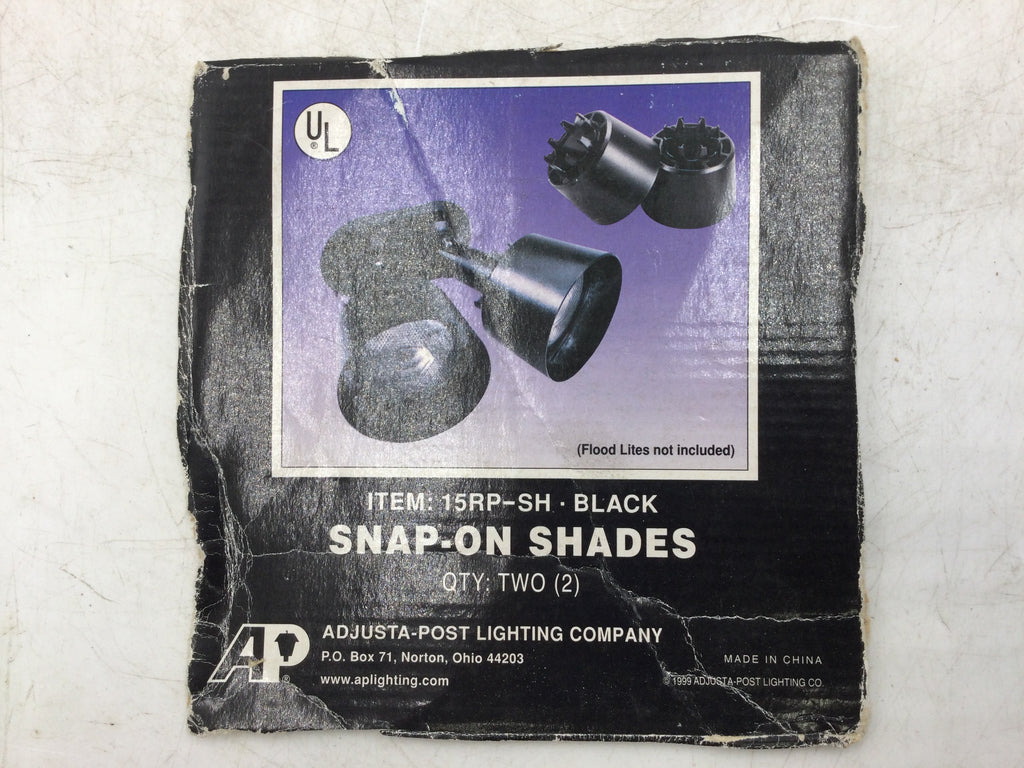 UL®
(Flood Lites not included)
ITEM: 15RP-SH · BLACK
SNAP-ON SHADES
QTY: TWO (2)
AP®
ADJUSTA-POST LIGHTING COMPANY
P.O. Box 71, Norton, Ohio 44203
www.aplighting.com
MADE IN CHINA
© 1999 ADJUSTA-POST LIGHTING CO.